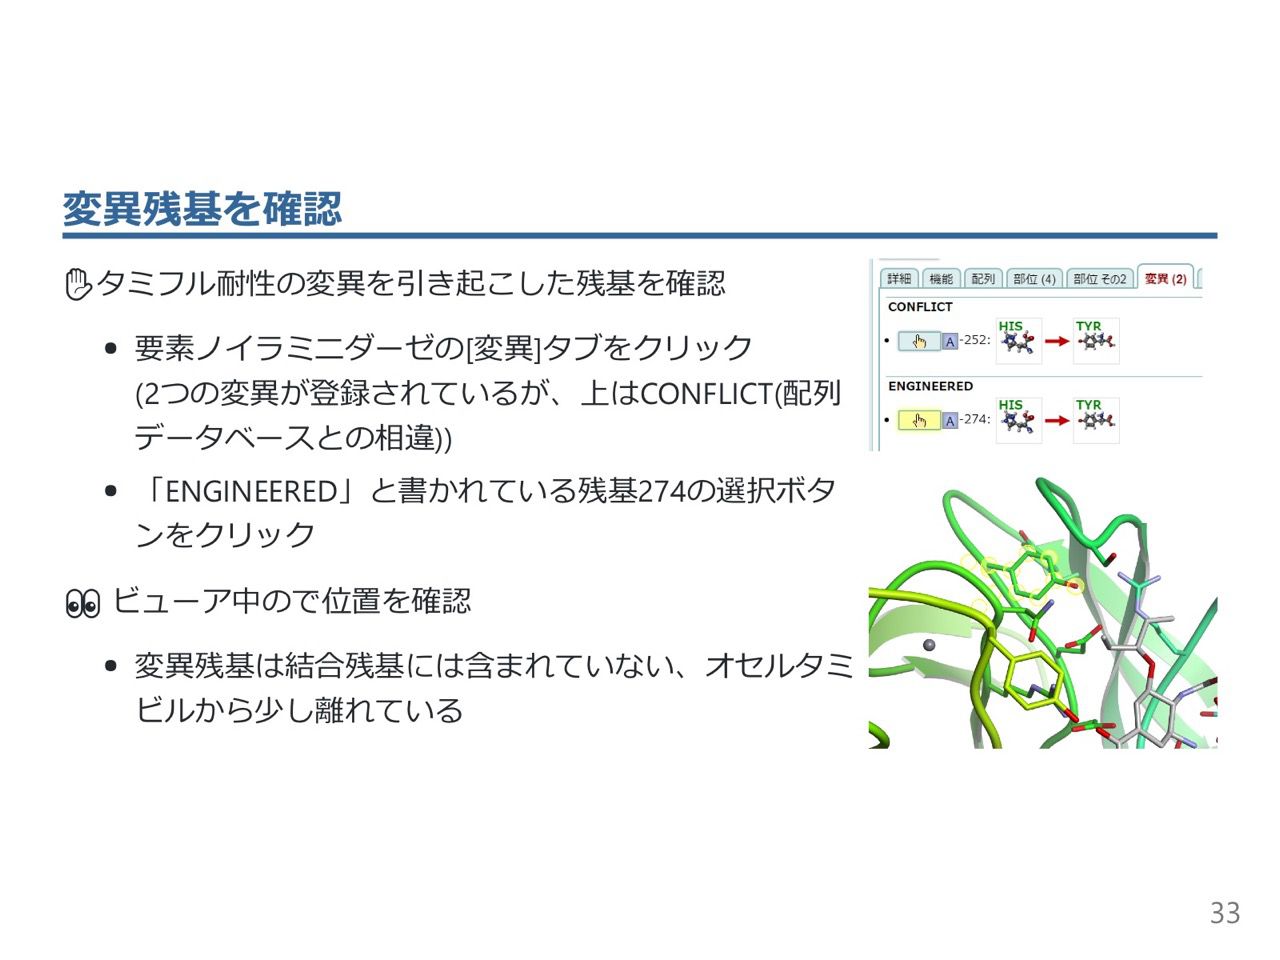 変異残基を確認
✋タミフル耐性の変異を引き起こした残基を確認
• 要素ノイラミニダーゼの[変異]タブをクリック
(2つの変異が登録されているが、上はCONFLICT(配列
データベースとの相違))
• 「ENGINEERED」と書かれている残基274の選択ボタ
ンをクリック
👀 ビューア中ので位置を確認
• 変異残基は結合残基には含まれていない、オセルタミ
ビルから少し離れている
詳細 機能 配列 部位 (4) 部位 その2 変異 (2)
CONFLICT
• A -252: HIS TYR
ENGINEERED
• A -274: HIS TYR
33